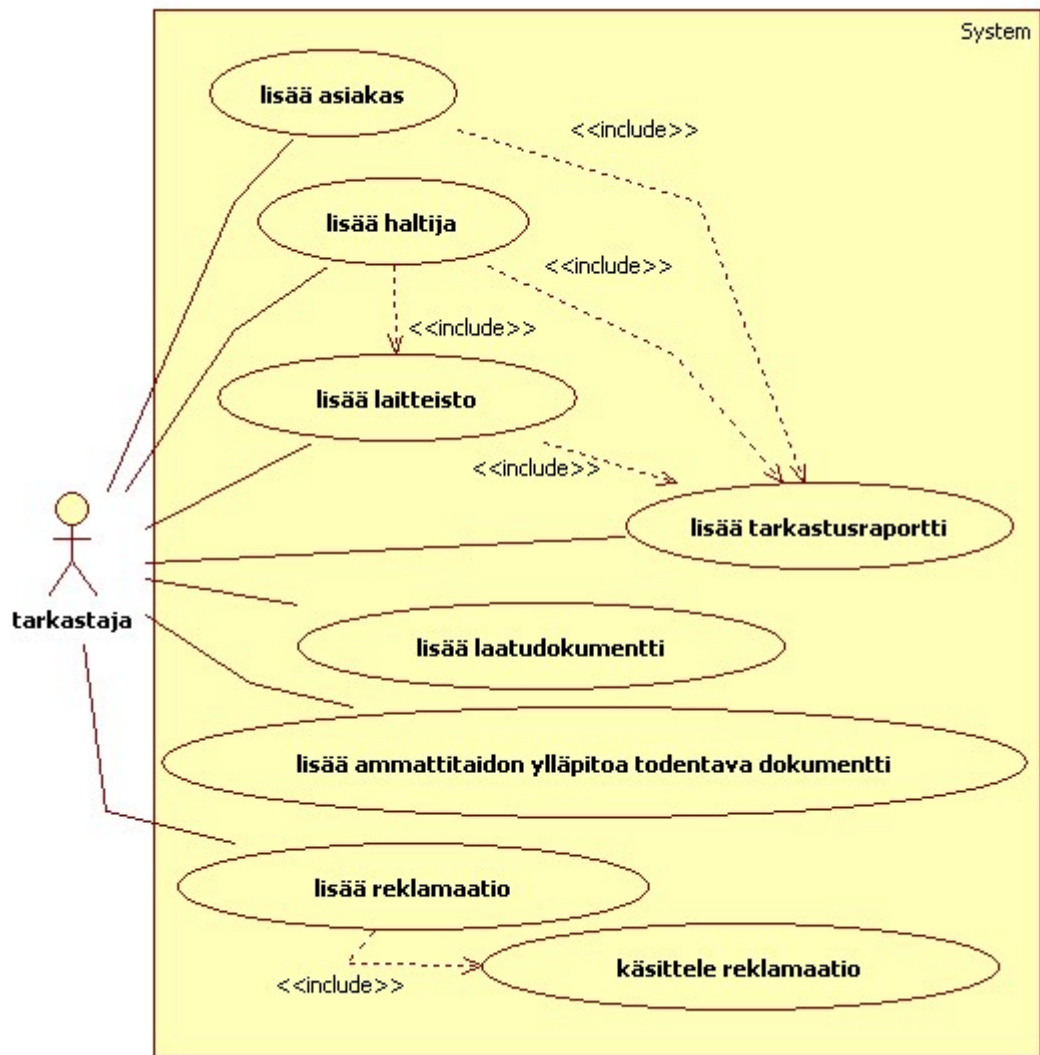 System
lisää asiakas
<<include>>
lisää haltija
<<include>>
<<include>>
lisää laitteisto
<<include>>
lisää tarkastusraportti
tarkastaja
lisää laatudokumentti
lisää ammattitaidon ylläpitoa todentava dokumentti
lisää reklamaatio
käsittele reklamaatio
<<include>>